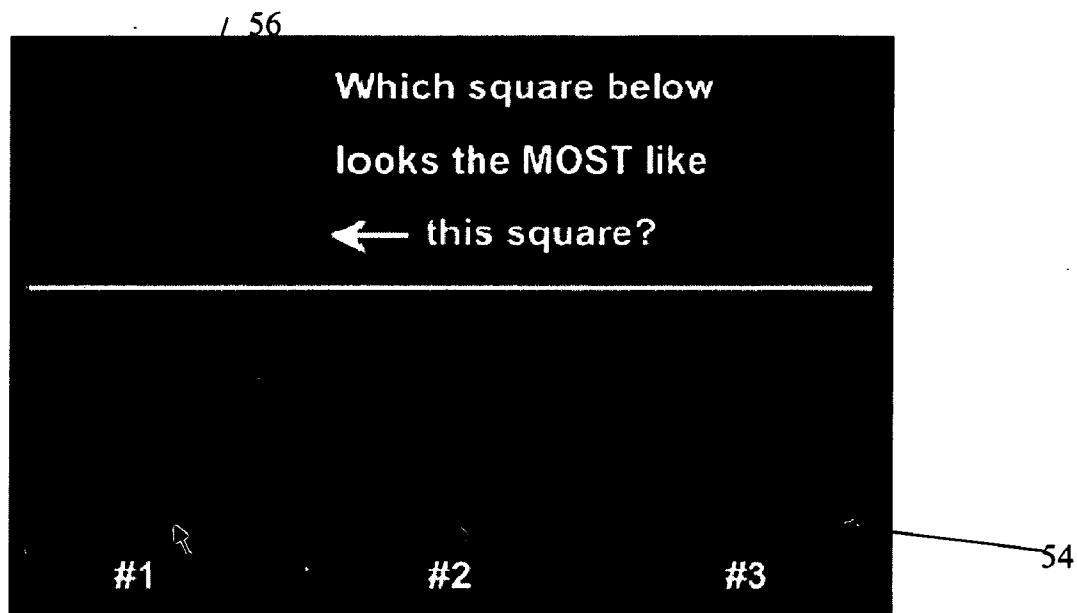 56
Which square below
looks the MOST like
this square?
54
#1 #2 #3